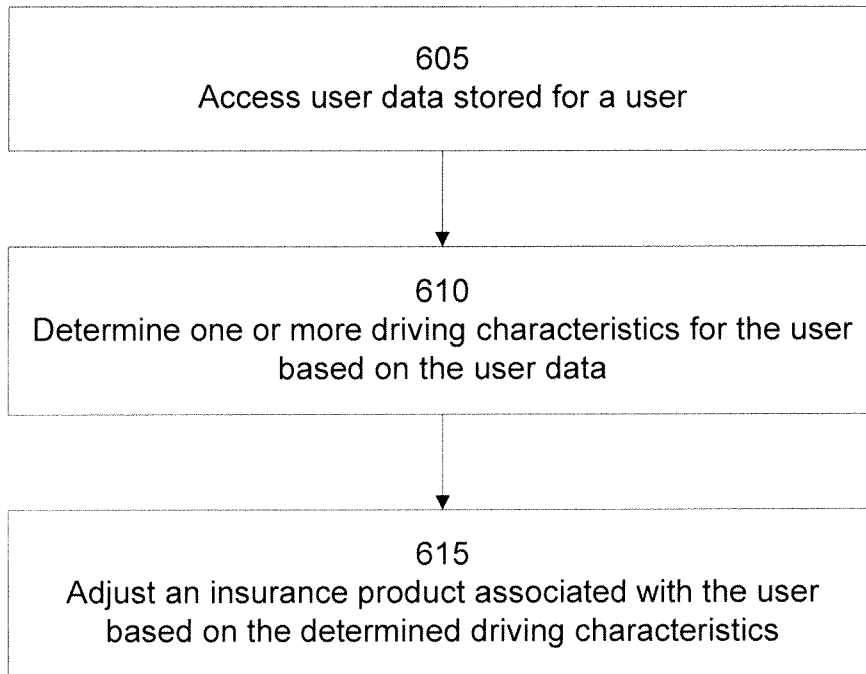 605
Access user data stored for a user
610
Determine one or more driving characteristics for the user
based on the user data
615
Adjust an insurance product associated with the user
based on the determined driving characteristics